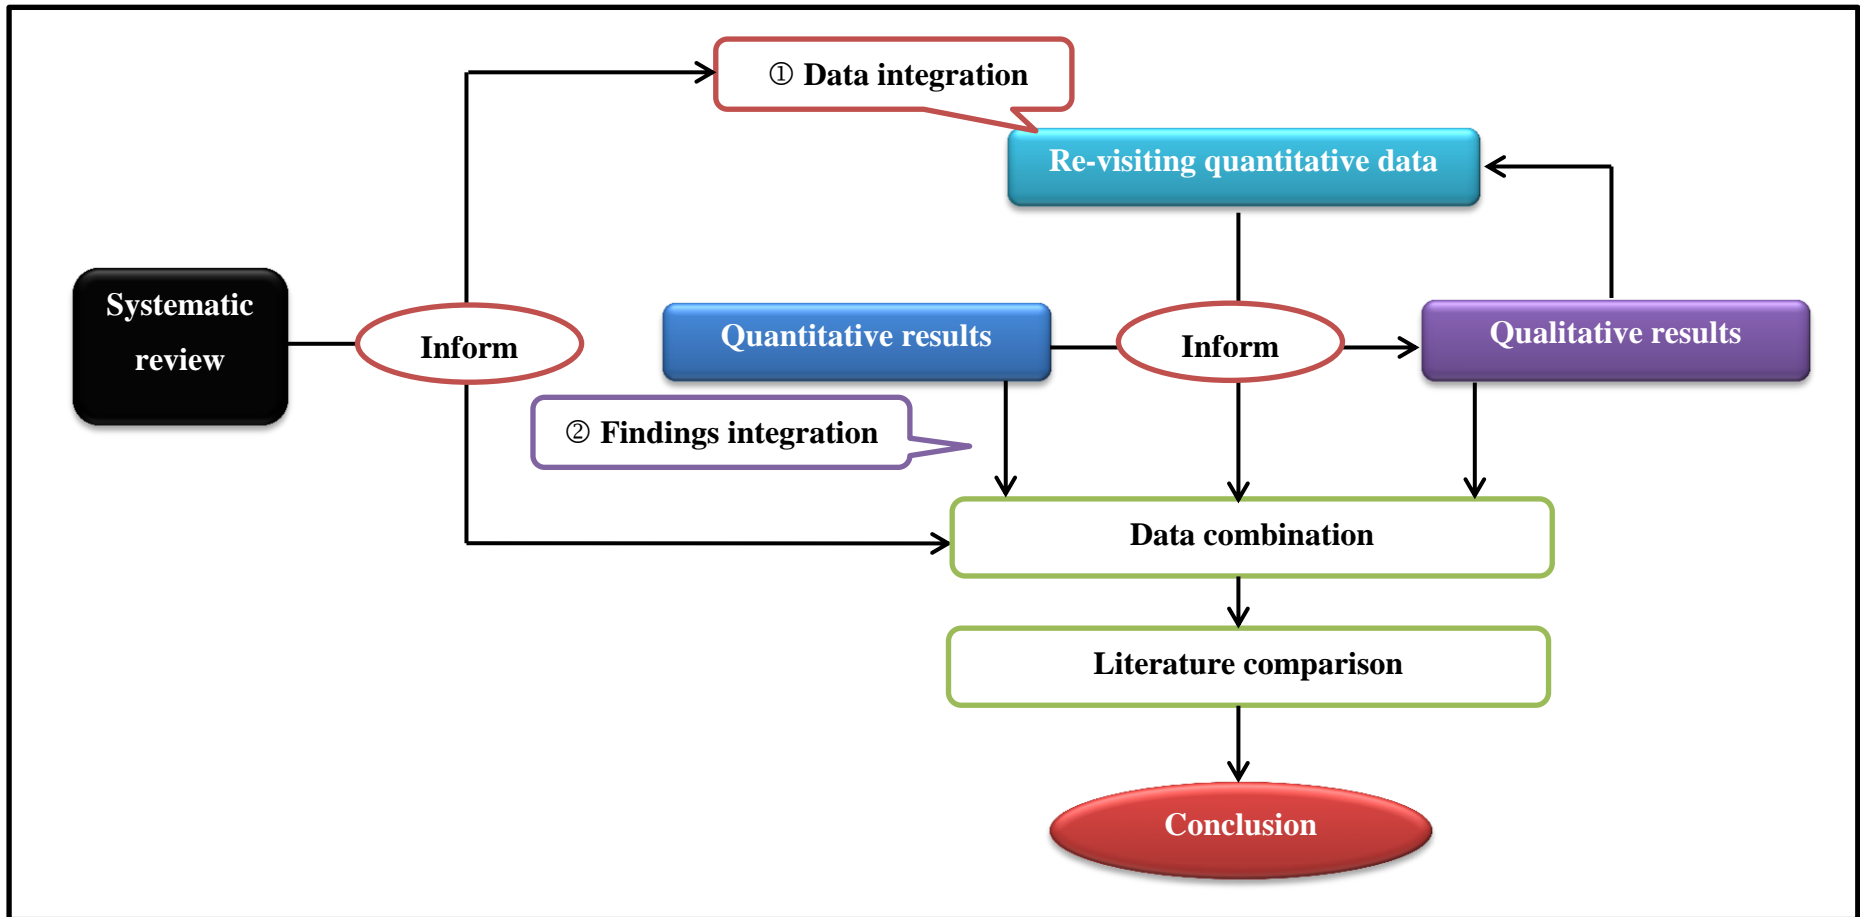 ① Data integration
Re-visiting quantitative data
Systematic
review
Inform
Quantitative results
Inform
Qualitative results
② Findings integration
Data combination
Literature comparison
Conclusion